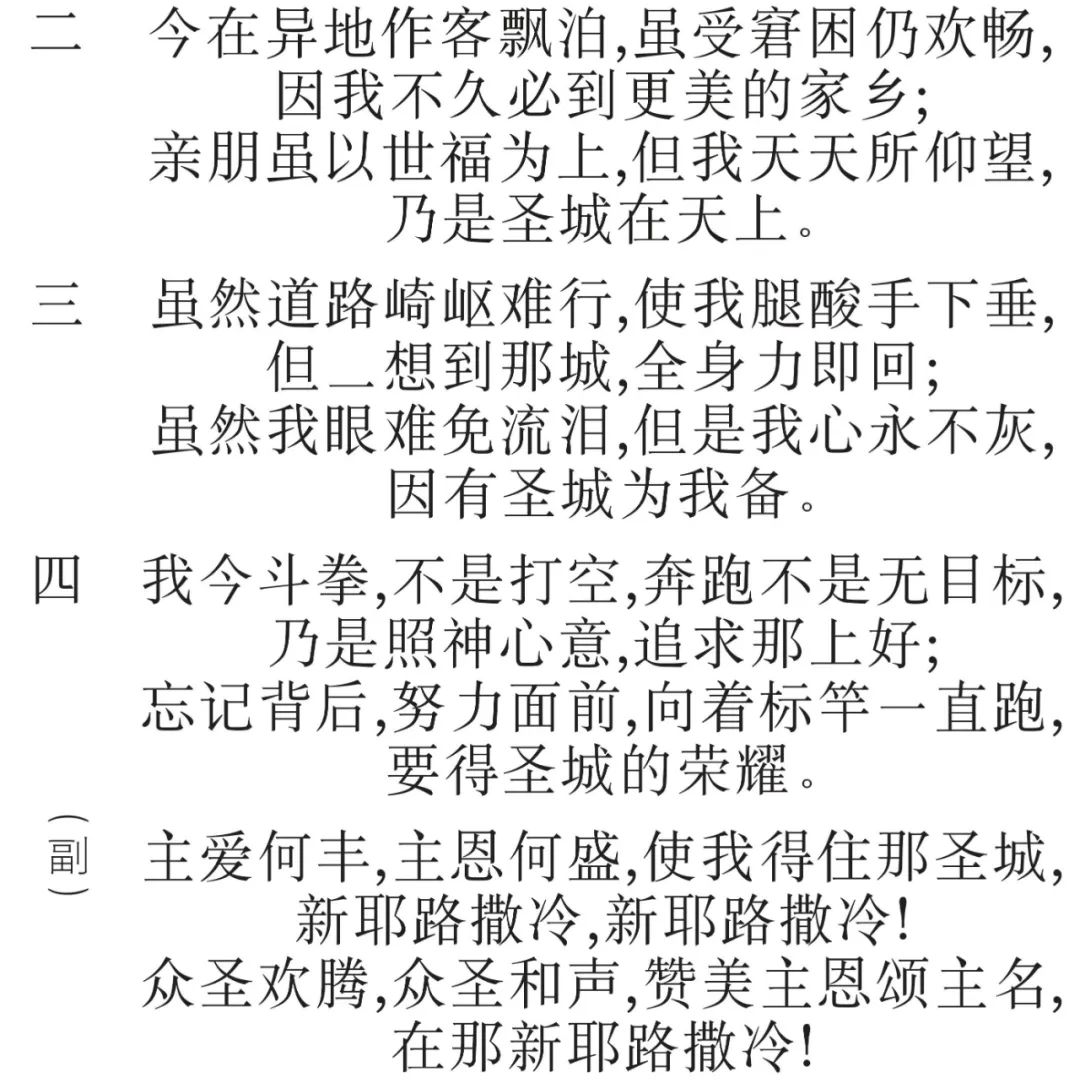 二 今在异地作客飘泊,虽受窘困仍欢畅,
因我不久必到更美的家乡;
亲朋虽以世福为上,但我天天所仰望,
乃是圣城在天上。
三 虽然道路崎岖难行,使我腿酸手下垂,
但一想到那城,全身力即回;
虽然我眼难免流泪,但是我心永不灰,
因有圣城为我备。
四 我今斗拳,不是打空,奔跑不是无目标,
乃是照神心意,追求那上好;
忘记背后,努力面前,向着标竿一直跑,
要得圣城的荣耀。
(副) 主爱何丰,主恩何盛,使我得住那圣城,
新耶路撒冷,新耶路撒冷!
众圣欢腾,众圣和声,赞美主恩颂主名,
在那新耶路撒冷!